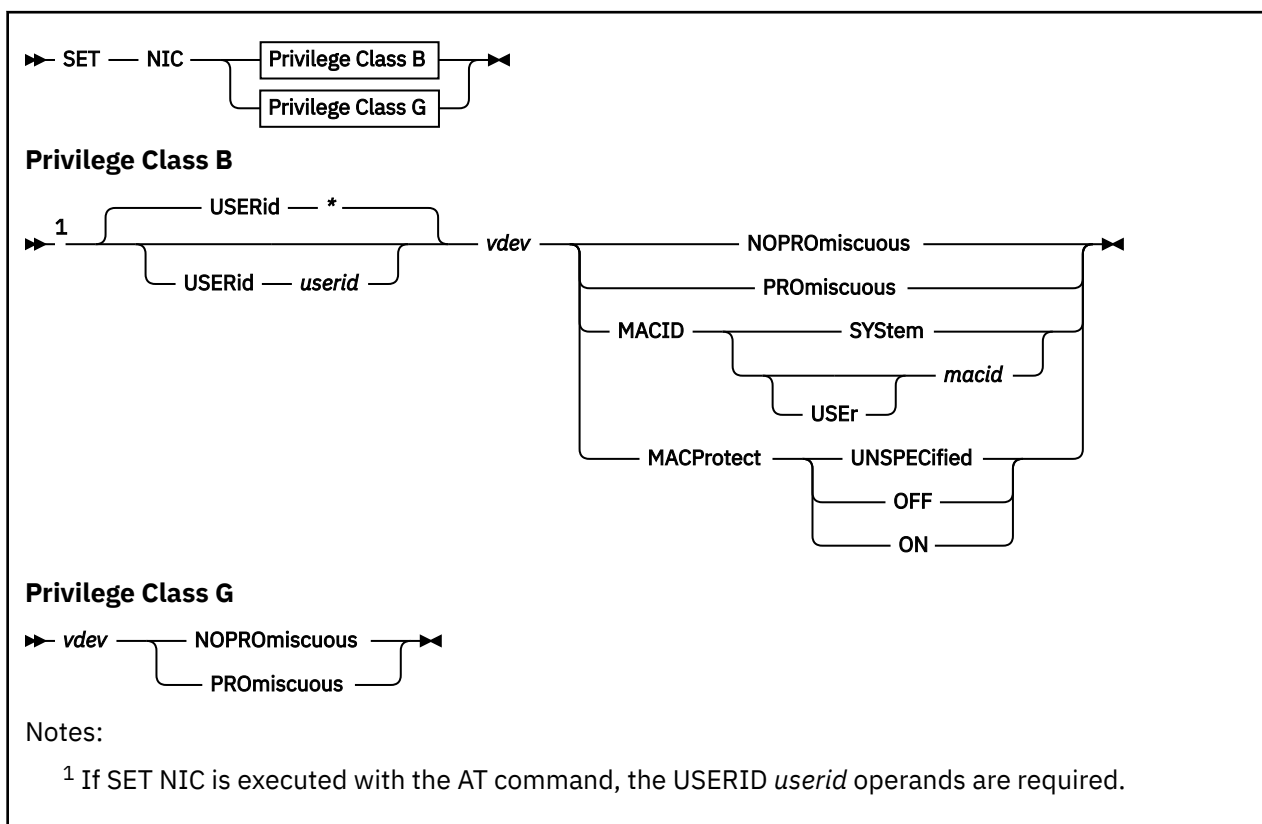 SET NIC Privilege Class B
Privilege Class G
Privilege Class B
USERid *
1 vdev NOPROmiscuous
USERid userid PROmiscuous
MACID SYStem
macid
USEr
MACProtect UNSPECified
OFF
ON
Privilege Class G
vdev NOPROmiscuous
PROmiscuous
Notes:
1 If SET NIC is executed with the AT command, the USERID userid operands are required.